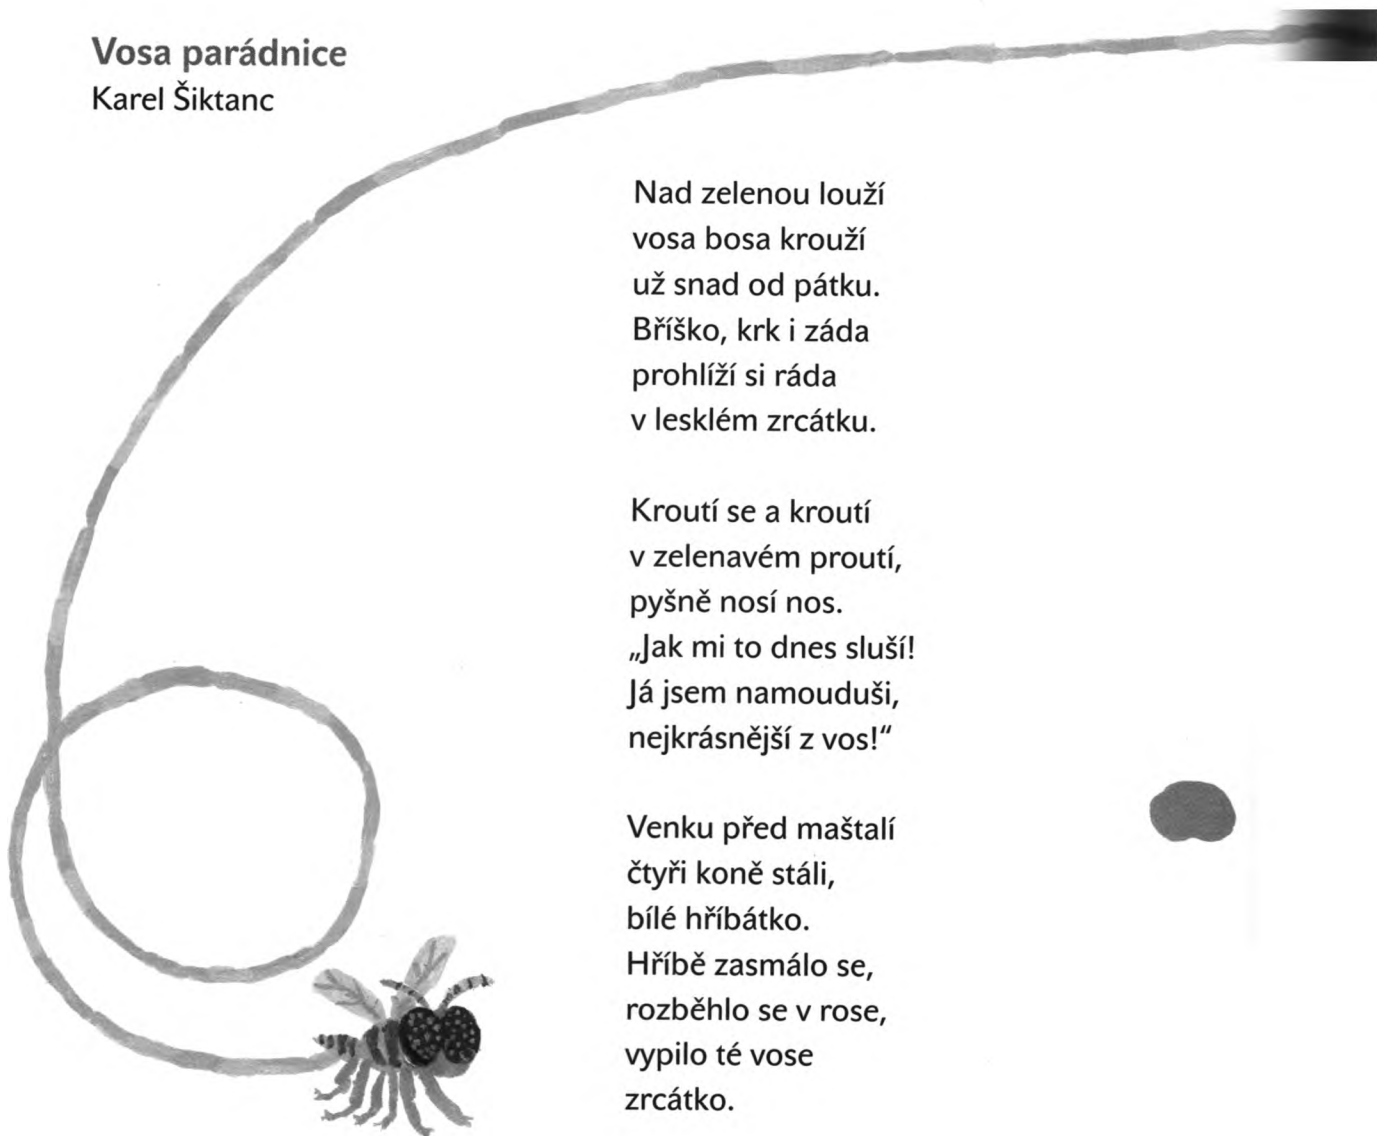 Vosa parádnice
Karel Šiktanc
Nad zelenou louží
vosa bosa krouží
už snad od pátku.
Bříško, krk i záda
prohlíží si ráda
v lesklém zrcátku.
Kroutí se a kroutí
v zelenavém proutí,
pyšně nosí nos.
„Jak mi to dnes sluší!
Já jsem namouduši,
nejkrásnější z vos!“
Venku před maštalí
čtyři koně stáli,
bílé hříbátko.
Hříbě zasmálo se,
rozběhlo se v rose,
vypilo té vose
zrcátko.